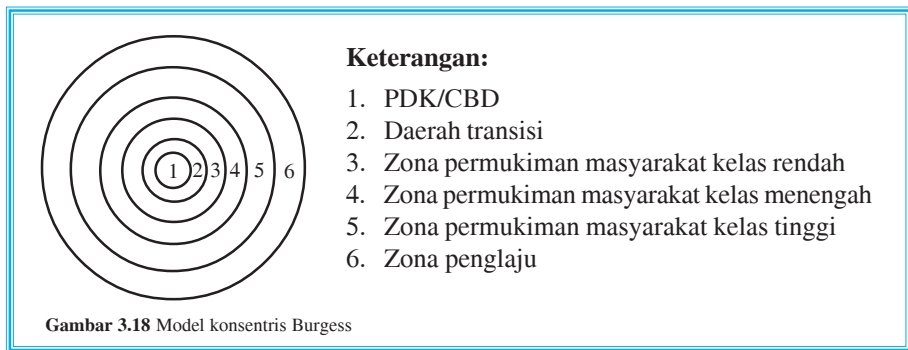 Keterangan:
1. PDK/CBD
2. Daerah transisi
3. Zona permukiman masyarakat kelas rendah
4. Zona permukiman masyarakat kelas menengah
5. Zona permukiman masyarakat kelas tinggi
6. Zona penglaju
1 2 3 4 5 6
Gambar 3.18 Model konsentris Burgess